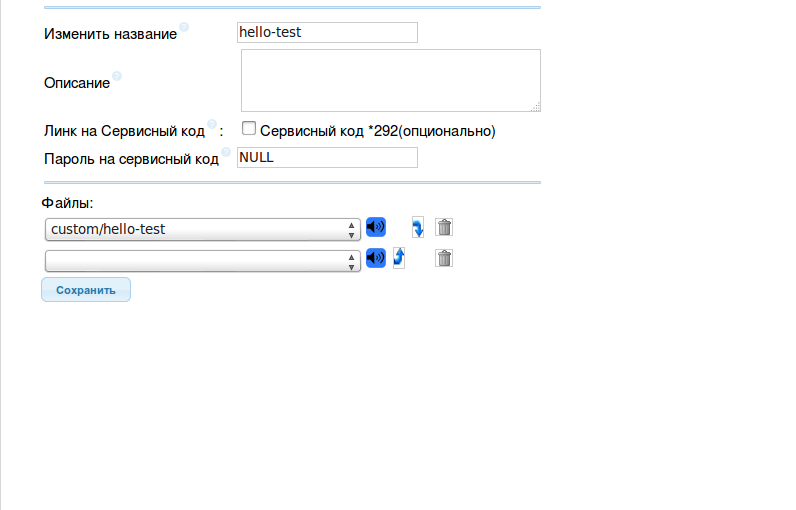 Изменить название ? hello-test
Описание ?
Линк на Сервисный код ? : Сервисный код *292(опционально)
Пароль на сервисный код ? NULL
Файлы:
custom/hello-test
Сохранить